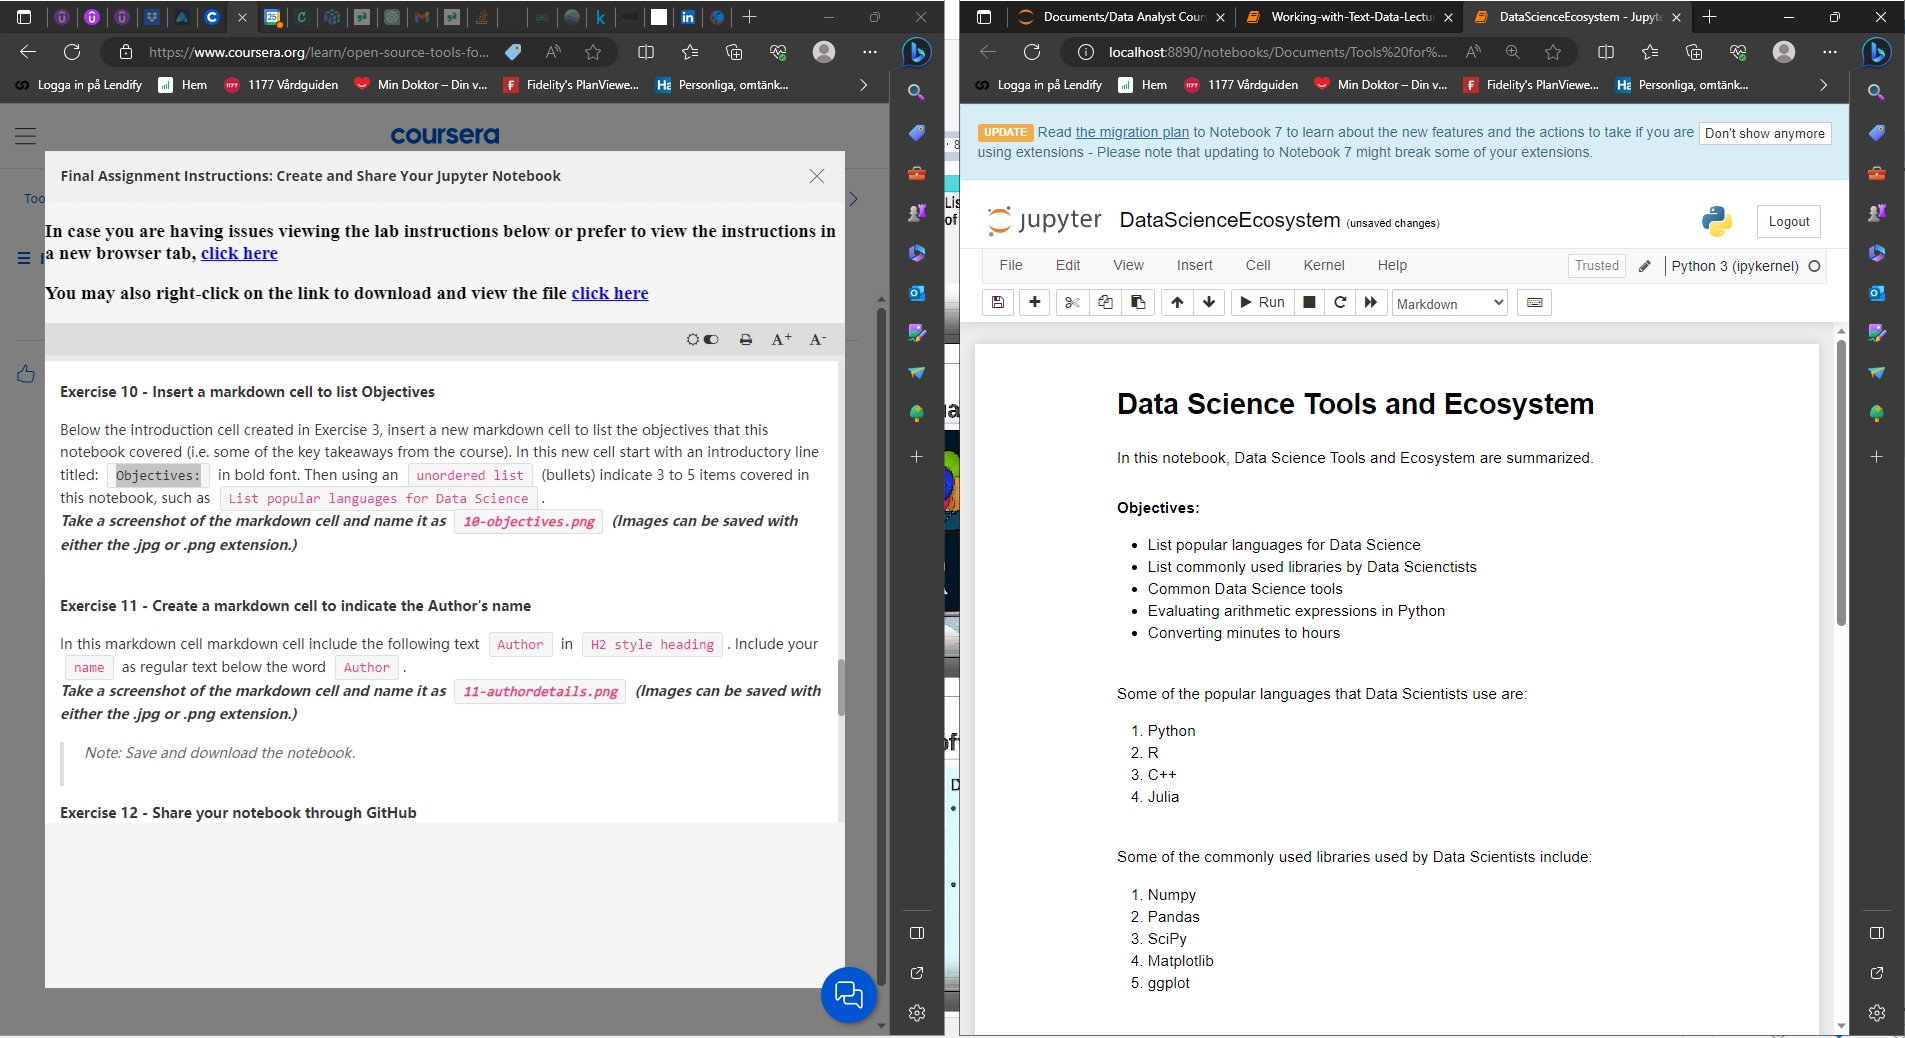 https://www.coursera.org/learn/open-source-tools-fo...
Logga in på Lendify
Hem
1177 Vårdguiden
Min Doktor – Din v...
Fidelity's PlanViewe...
Personliga, omtänk...
coursera
Final Assignment Instructions: Create and Share Your Jupyter Notebook
In case you are having issues viewing the lab instructions below or prefer to view the instructions in
a new browser tab, click here
You may also right-click on the link to download and view the file click here
A+
A-
Exercise 10 - Insert a markdown cell to list Objectives
Below the introduction cell created in Exercise 3, insert a new markdown cell to list the objectives that this
notebook covered (i.e. some of the key takeaways from the course). In this new cell start with an introductory line
titled: Objectives: in bold font. Then using an unordered list (bullets) indicate 3 to 5 items covered in
this notebook, such as List popular languages for Data Science .
Take a screenshot of the markdown cell and name it as 10-objectives.png (Images can be saved with
either the .jpg or .png extension.)
Exercise 11 - Create a markdown cell to indicate the Author's name
In this markdown cell markdown cell include the following text Author in H2 style heading . Include your
name as regular text below the word Author .
Take a screenshot of the markdown cell and name it as 11-authordetails.png (Images can be saved with
either the .jpg or .png extension.)
Note: Save and download the notebook.
Exercise 12 - Share your notebook through GitHub
Documents/Data Analyst Cour
Working-with-Text-Data-Lectu
DataScienceEcosystem - Jupyte
localhost:8890/notebooks/Documents/Tools%20for%...
Logga in på Lendify
Hem
1177 Vårdguiden
Min Doktor – Din v...
Fidelity's PlanViewe...
Personliga, omtänk...
UPDATE Read the migration plan to Notebook 7 to learn about the new features and the actions to take if you are
using extensions - Please note that updating to Notebook 7 might break some of your extensions.
Don't show anymore
jupyter DataScienceEcosystem (unsaved changes)
Logout
File Edit View Insert Cell Kernel Help
Trusted
Python 3 (ipykernel)
Run
Markdown
Data Science Tools and Ecosystem
In this notebook, Data Science Tools and Ecosystem are summarized.
Objectives:
• List popular languages for Data Science
• List commonly used libraries by Data Scienctists
• Common Data Science tools
• Evaluating arithmetic expressions in Python
• Converting minutes to hours
Some of the popular languages that Data Scientists use are:
1. Python
2. R
3. C++
4. Julia
Some of the commonly used libraries used by Data Scientists include:
1. Numpy
2. Pandas
3. SciPy
4. Matplotlib
5. ggplot